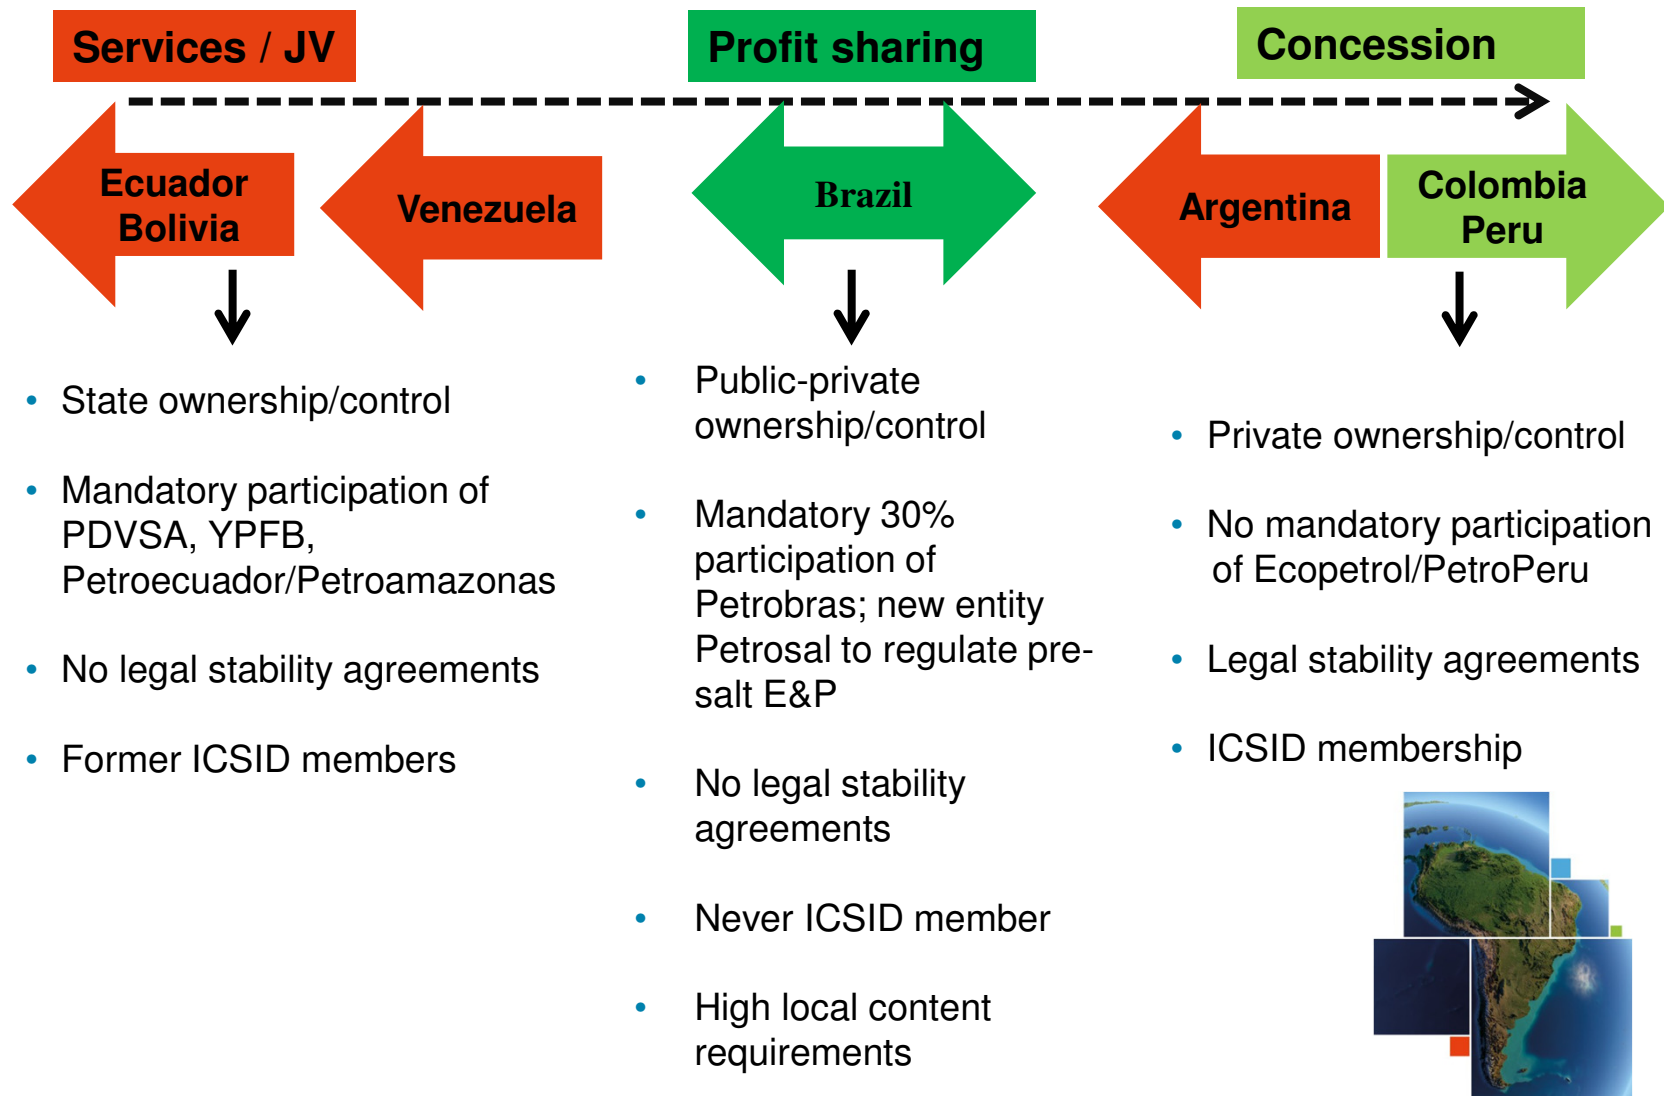 Services / JV
Profit sharing
Concession
Ecuador
Bolivia
Venezuela
Brazil
Argentina
Colombia
Peru
• State ownership/control
• Mandatory participation of
PDVSA, YPFB,
Petroecuador/Petroamazonas
• No legal stability agreements
• Former ICSID members
• Public-private
ownership/control
• Mandatory 30%
participation of
Petrobras; new entity
Petrosal to regulate pre-
salt E&P
• No legal stability
agreements
• Never ICSID member
• High local content
requirements
• Private ownership/control
• No mandatory participation
of Ecopetrol/PetroPeru
• Legal stability agreements
• ICSID membership